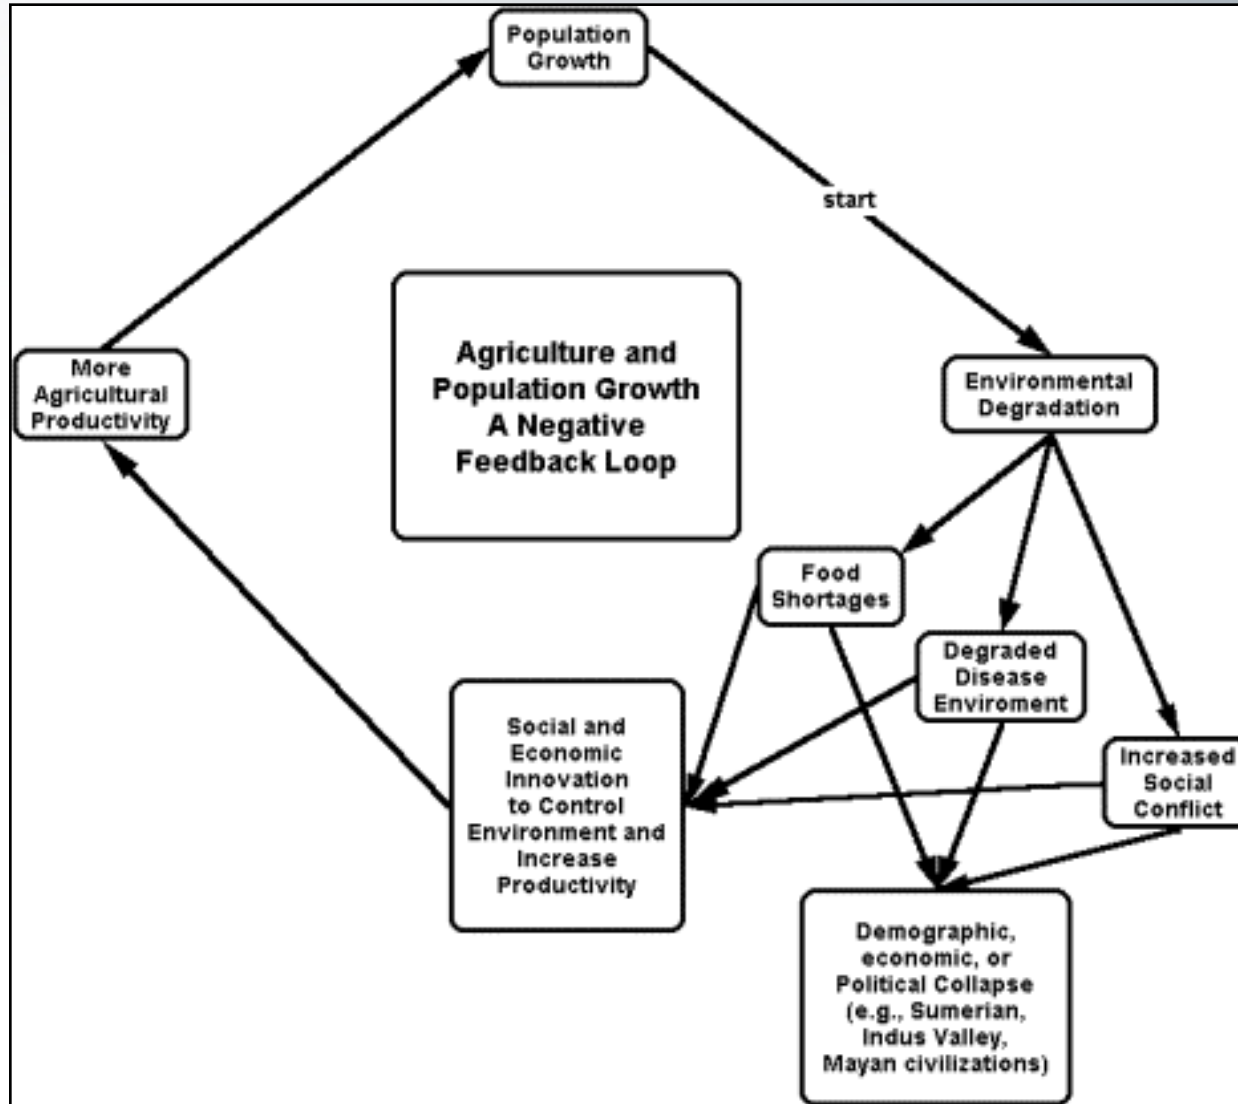 Population
Growth
start
Agriculture and
Population Growth
A Negative
Feedback Loop
More
Agricultural
Productivity
Environmental
Degradation
Food
Shortages
Degraded
Disease
Enviroment
Increased
Social
Conflict
Social and
Economic
Innovation
to Control
Environment and
Increase
Productivity
Demographic,
economic, or
Political Collapse
(e.g., Sumerian,
Indus Valley,
Mayan civilizations)